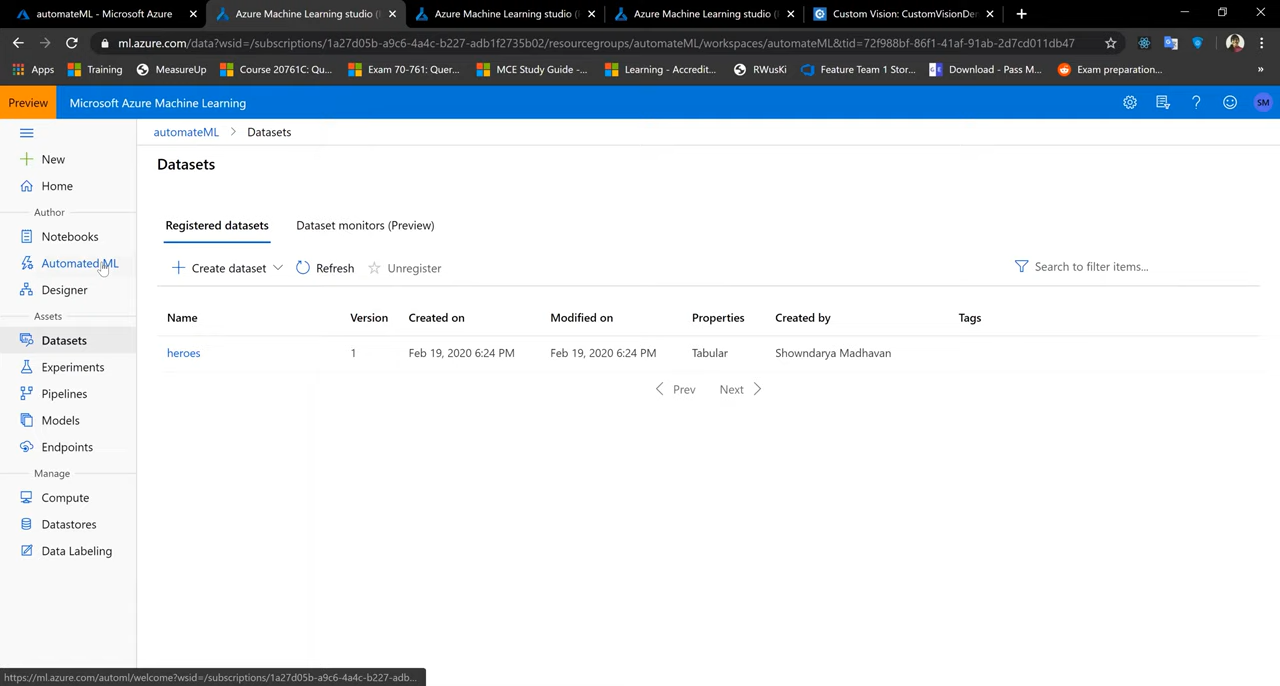 automateML - Microsoft Azure
Azure Machine Learning studio (
Azure Machine Learning studio (
Azure Machine Learning studio (
Custom Vision: CustomVisionDer
ml.azure.com/data?wsid=/subscriptions/1a27d05b-a9c6-4a4c-b227-adb1f2735b02/resourcegroups/automateML/workspaces/automateML&tid=72f988bf-86f1-41af-91ab-2d7cd011db47
Apps
Training
MeasureUp
Course 20761C: Qu...
Exam 70-761: Quer...
MCE Study Guide -...
Learning - Accredit...
RWusKi
Feature Team 1 Stor...
Download - Pass M...
Exam preparation...
»
Preview
Microsoft Azure Machine Learning
SM
automateML > Datasets
New
Home
Author
Notebooks
Automated ML
Designer
Assets
Datasets
Experiments
Pipelines
Models
Endpoints
Manage
Compute
Datastores
Data Labeling
Datasets
Registered datasets
Dataset monitors (Preview)
Create dataset
Refresh
Unregister
Search to filter items...
Name Version Created on Modified on Properties Created by Tags
heroes 1 Feb 19, 2020 6:24 PM Feb 19, 2020 6:24 PM Tabular Showndarya Madhavan
Prev Next
https://ml.azure.com/automl/welcome?wsid=/subscriptions/1a27d05b-a9c6-4a4c-b227-adb...